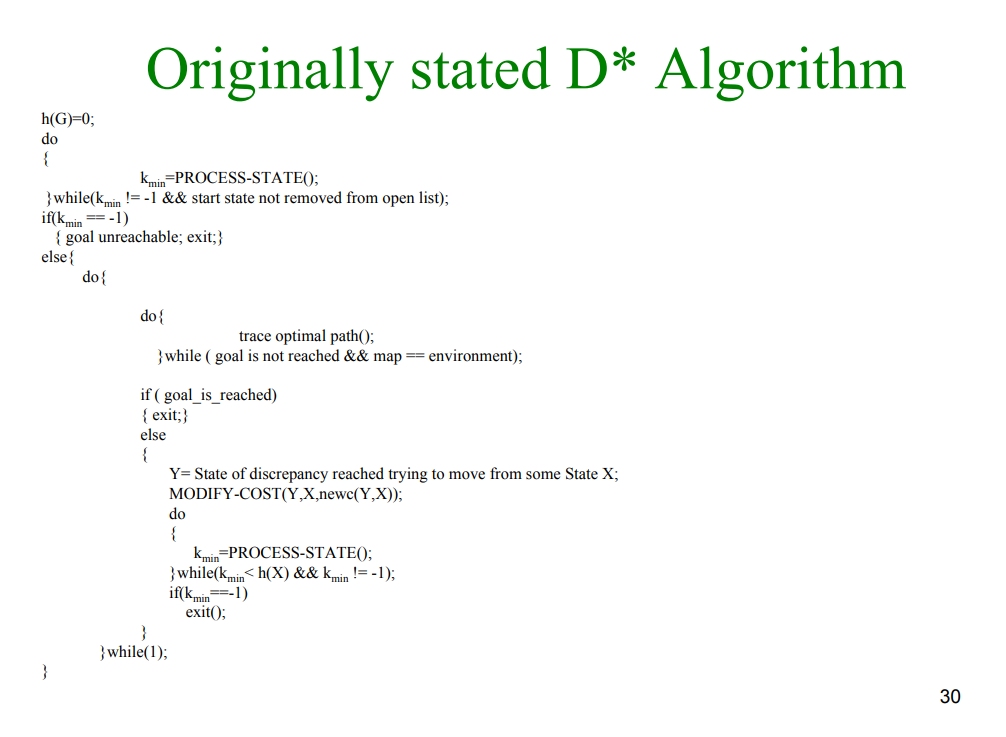 Originally stated D* Algorithm
h(G)=0;
do
{
kmin=PROCESS-STATE();
}while(kmin != -1 && start state not removed from open list);
if(kmin == -1)
{ goal unreachable; exit;}
else{
do{
do{
trace optimal path();
}while ( goal is not reached && map == environment);
if ( goal_is_reached)
{ exit;}
else
{
Y= State of discrepancy reached trying to move from some State X;
MODIFY-COST(Y,X,newc(Y,X));
do
{
kmin=PROCESS-STATE();
}while(kmin< h(X) && kmin != -1);
if(kmin==-1)
exit();
}
}while(1);
}
30